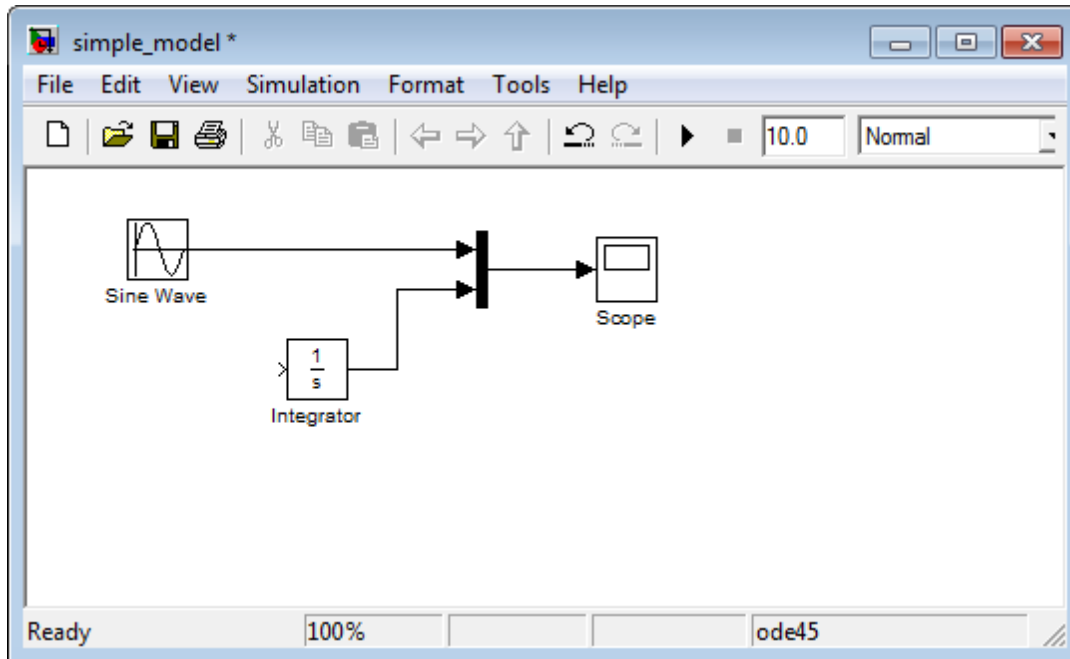 simple_model *
File Edit View Simulation Format Tools Help
10.0 Normal
Sine Wave
Scope
1
s
Integrator
Ready 100% ode45